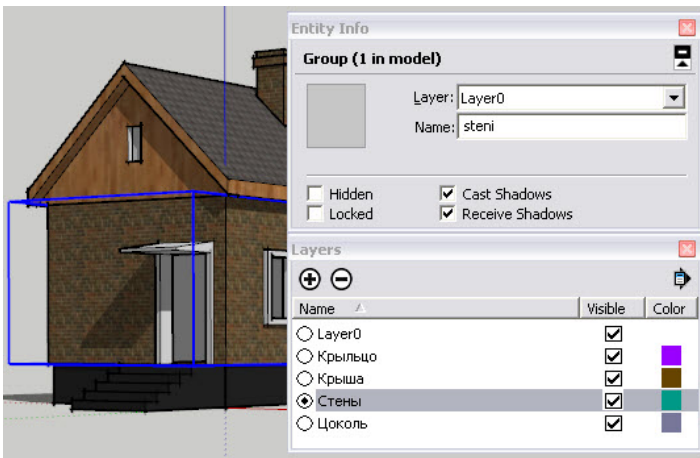 Entity Info
Group (1 in model)
Layer: Layer0
Name: steni
Hidden Cast Shadows
Locked Receive Shadows
Layers
Name Visible Color
Layer0
Крыльцо
Крыша
Стены
Цоколь